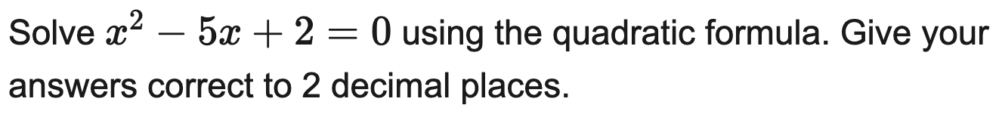 Solve x² − 5x + 2 = 0 using the quadratic formula. Give your
answers correct to 2 decimal places.